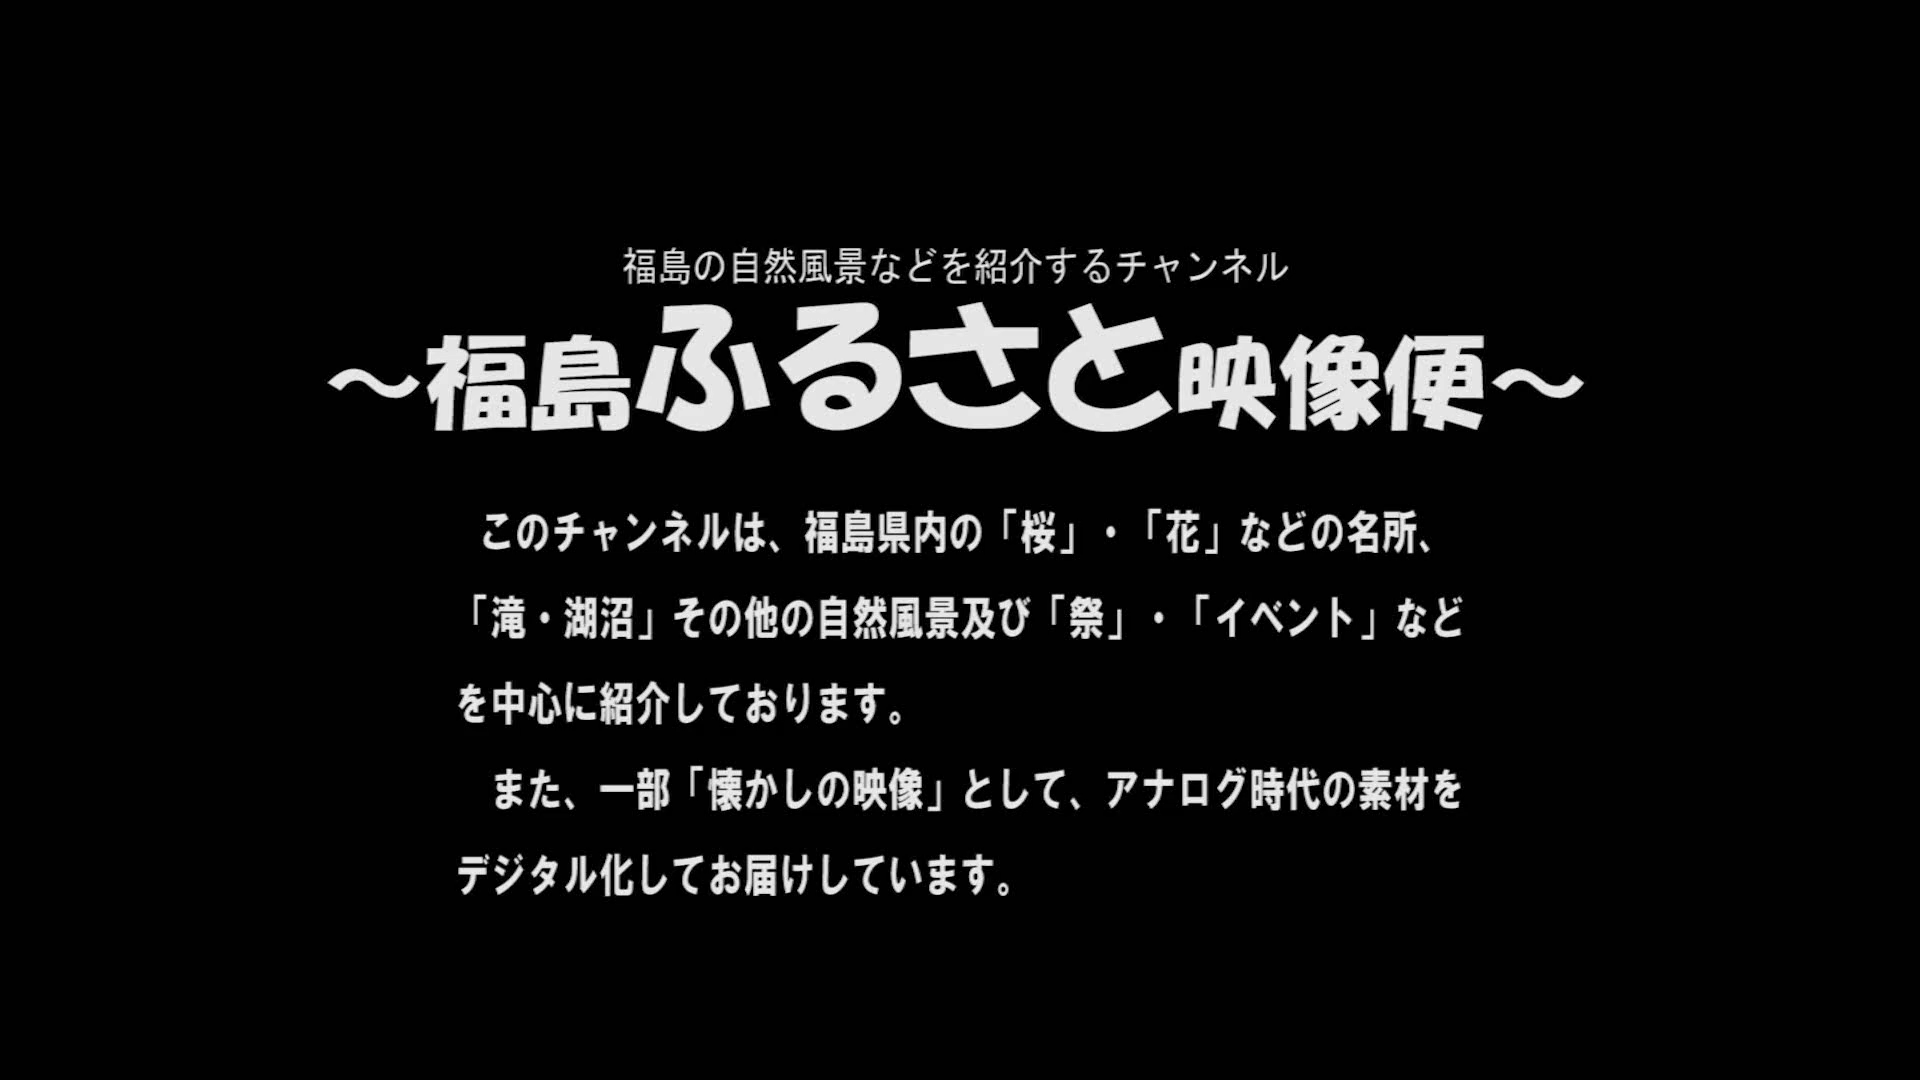 福島の自然風景などを紹介するチャンネル
～福島ふるさと映像便～
このチャンネルは、福島県内の「桜」・「花」などの名所、
「滝・湖沼」その他の自然風景及び「祭」・「イベント」など
を中心に紹介しております。
また、一部「懐かしの映像」として、アナログ時代の素材を
デジタル化してお届けしています。